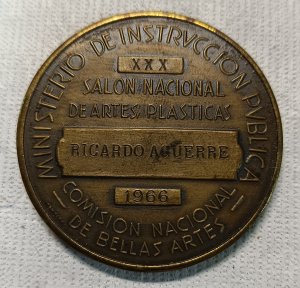 MINISTERIO DE INSTRVCCION PVBLICA
XXX
SALON NACIONAL
DE ARTES PLASTICAS
RICARDO AGUERRE
1966
COMISION NACIONAL
DE BELLAS ARTES